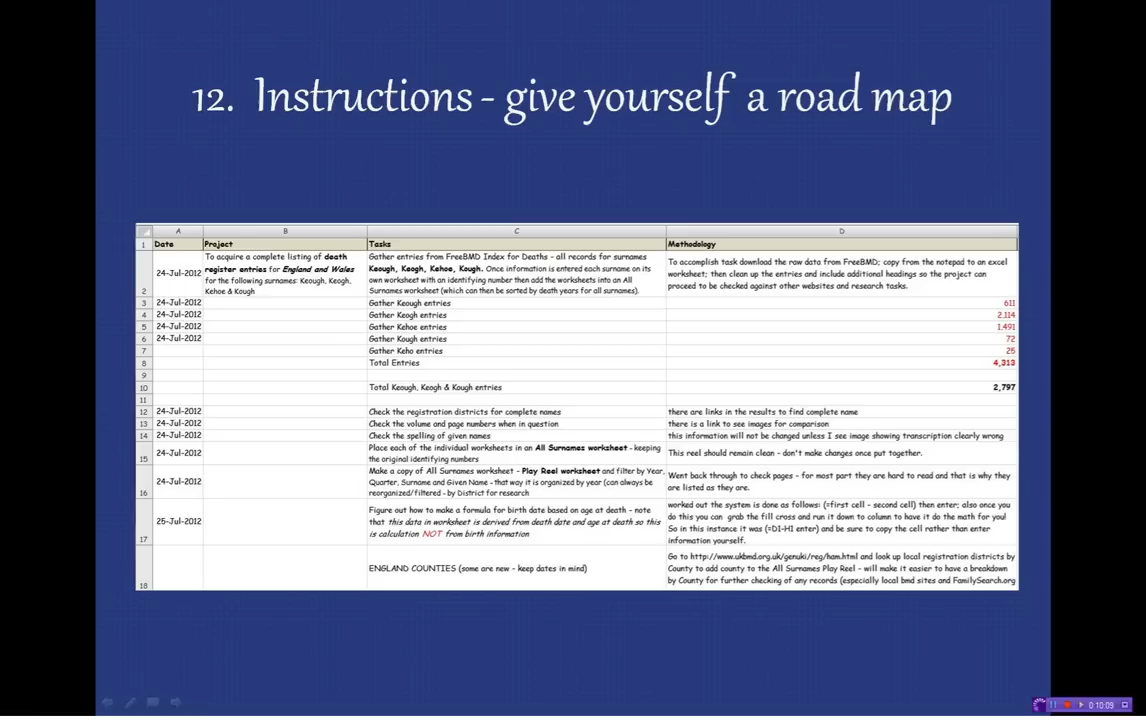 12. Instructions - give yourself a road map
A B C D
1 Date Project Tasks Methodology
To acquire a complete listing of death
register entries for England and Wales
for the following surnames: Keough, Keogh,
Kehoe & Kough
Gather entries from FreeBMD Index for Deaths - all records for surnames
Keough, Keogh, Kehoe, Kough. Once information is entered each surname on its
own worksheet with an identifying number then add the worksheets into an All
Surnames worksheet (which can then be sorted by death years for all surnames).
To accomplish task download the raw data from FreeBMD; copy from the notepad to an excel
worksheet; then clean up the entries and include additional headings so the project can
proceed to be checked against other websites and research tasks.
2 24-Jul-2012
3 24-Jul-2012 Gather Keough entries 611
4 24-Jul-2012 Gather Keogh entries 2,114
5 24-Jul-2012 Gather Kehoe entries 1,491
6 24-Jul-2012 Gather Kough entries 72
7 Gather Keho entries 25
8 Total Entries 4,313
9
10 Total Keough, Keogh & Kough entries 2,797
11
12 24-Jul-2012 Check the registration districts for complete names there are links in the results to find complete name
13 24-Jul-2012 Check the volume and page numbers when in question there is a link to see images for comparison
14 24-Jul-2012 Check the spelling of given names this information will not be changed unless I see image showing transcription clearly wrong
15 24-Jul-2012
Place each of the individual worksheets in an All Surnames worksheet - keeping
the original identifying numbers
This reel should remain clean - don't make changes once put together.
16 24-Jul-2012
Make a copy of All Surnames worksheet - Play Reel worksheet and filter by Year,
Quarter, Surname and Given Name - that way it is organized by year (can always be
reorganized/filtered - by District for research
Went back through to check pages - for most part they are hard to read and that is why they
are listed as they are.
17 25-Jul-2012
Figure out how to make a formula for birth date based on age at death - note
that this data in worksheet is derived from death date and age at death so this
is calculation NOT from birth information
worked out the system is done as follows: (=first cell - second cell) then enter; also once you
do this you can grab the fill cross and run it down to column to have it do the math for you!
So in this instance it was (=D1-H1 enter) and be sure to copy the cell rather than enter
information yourself.
18
ENGLAND COUNTIES (some are new - keep dates in mind)
Go to http://www.ukbmd.org.uk/genuki/reg/ham.html and look up local registration districts by
County to add county to the All Surnames Play Reel - will make it easier to have a breakdown
by County for further checking of any records (especially local bmd sites and FamilySearch.org
0:10:09